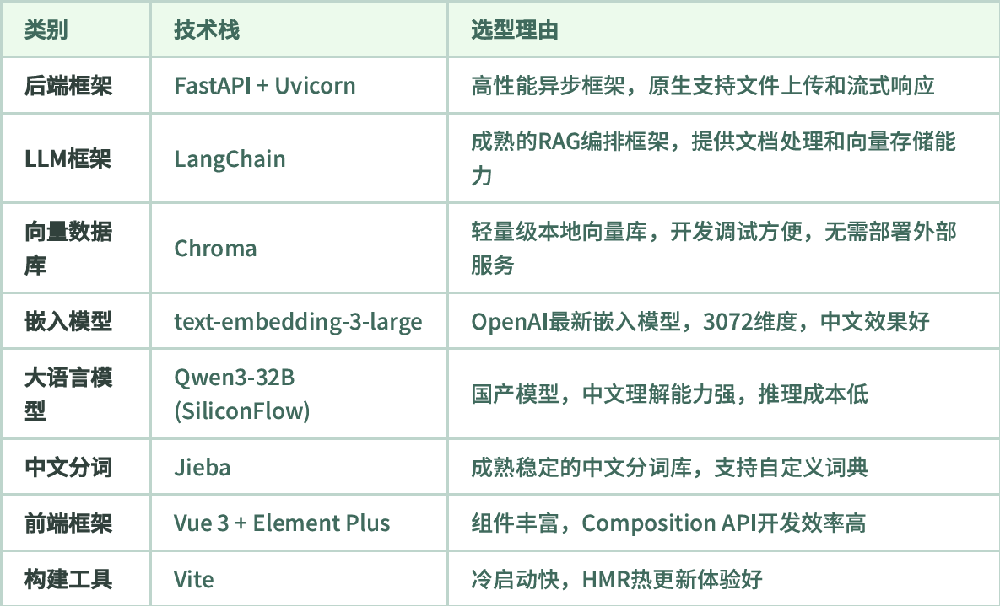 类别 技术栈 选型理由
后端框架 FastAPI + Uvicorn 高性能异步框架，原生支持文件上传和流式响应
LLM框架 LangChain 成熟的RAG编排框架，提供文档处理和向量存储能
力
向量数据
库
Chroma
轻量级本地向量库，开发调试方便，无需部署外部
服务
嵌入模型 text-embedding-3-large OpenAI最新嵌入模型，3072维度，中文效果好
大语言模
型
Qwen3-32B
(SiliconFlow)
国产模型，中文理解能力强，推理成本低
中文分词 Jieba 成熟稳定的中文分词库，支持自定义词典
前端框架 Vue 3 + Element Plus 组件丰富，Composition API开发效率高
构建工具 Vite 冷启动快，HMR热更新体验好